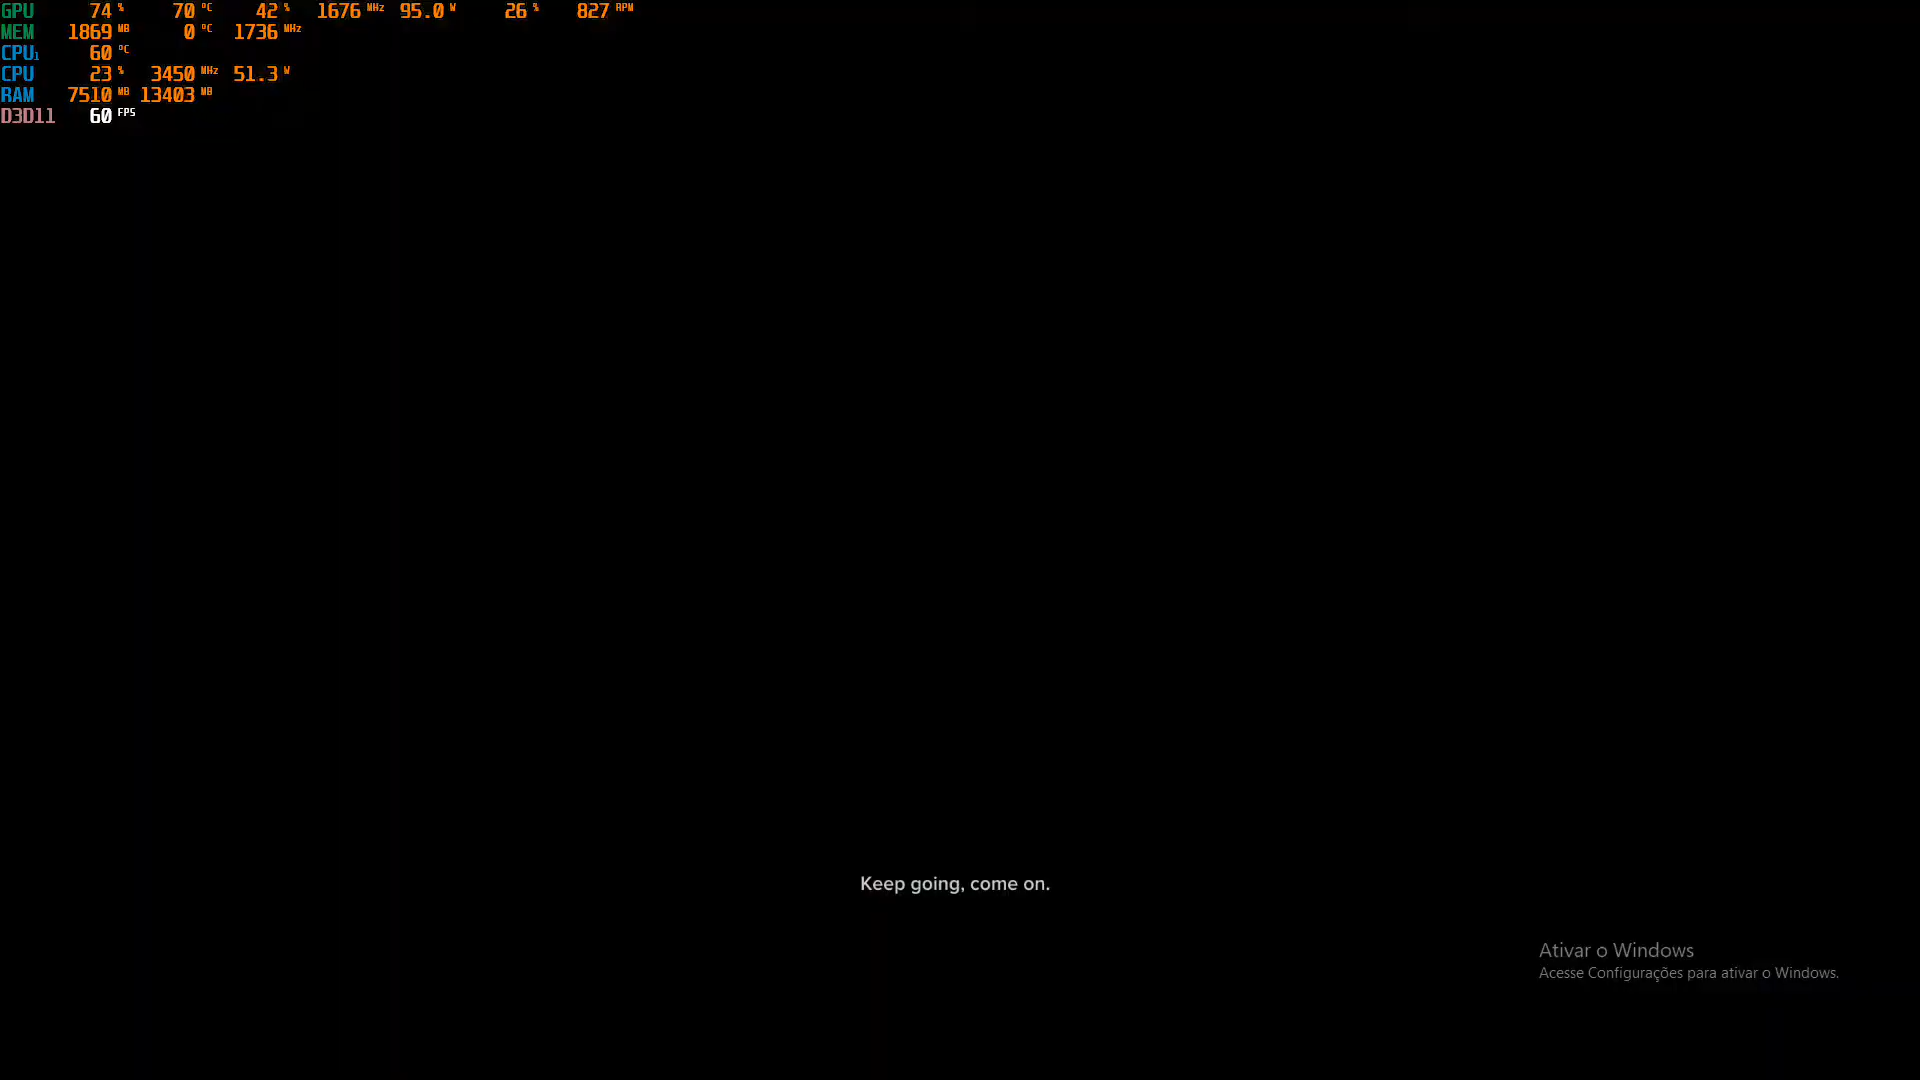 GPU 74 % 70 °C 42 % 1676 MHz 95.0 W 26 % 827 RPM
MEM 1869 MB 0 °C 1736 MHz
CPU1 60 °C
CPU 23 % 3450 MHz 51.3 W
RAM 7510 MB 13403 MB
D3D11 60 FPS
Keep going, come on.
Ativar o Windows
Acesse Configurações para ativar o Windows.